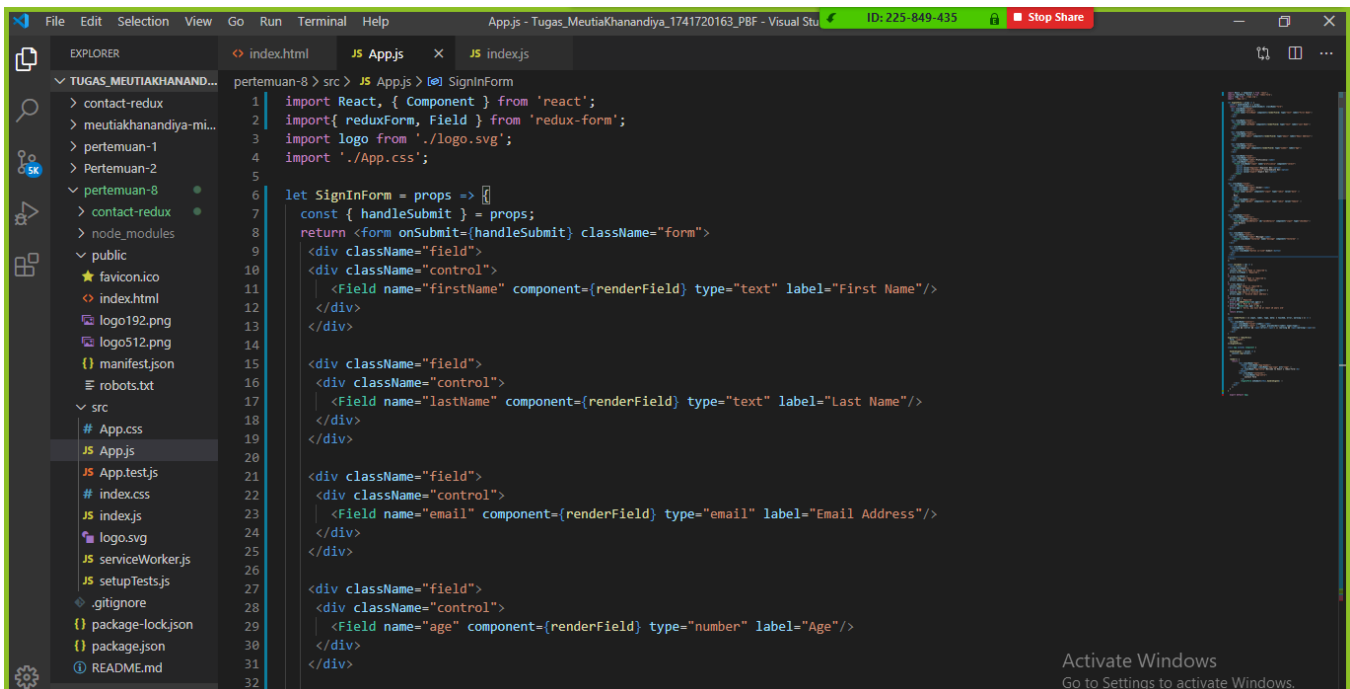 File Edit Selection View Go Run Terminal Help
App.js - Tugas_MeutiaKhanandiya_1741720163_PBF - Visual Stu
ID: 225-849-435
Stop Share
EXPLORER
TUGAS_MEUTIAKHANAND...
> contact-redux
> meutiakhanandiya-mi...
> pertemuan-1
> Pertemuan-2
pertemuan-8
> contact-redux
> node_modules
public
favicon.ico
<> index.html
logo192.png
logo512.png
{} manifest.json
robots.txt
src
# App.css
JS App.js
JS App.test.js
# index.css
JS index.js
logo.svg
JS serviceWorker.js
JS setupTests.js
.gitignore
{} package-lock.json
{} package.json
README.md
SK
<> index.html JS App.js × JS index.js
pertemuan-8 > src > JS App.js > SignInForm
1 import React, { Component } from 'react';
2 import{ reduxForm, Field } from 'redux-form';
3 import logo from './logo.svg';
4 import './App.css';
5
6 let SignInForm = props => {
7 const { handleSubmit } = props;
8 return <form onSubmit={handleSubmit} className="form">
9 <div className="field">
10 <div className="control">
11 <Field name="firstName" component={renderField} type="text" label="First Name"/>
12 </div>
13 </div>
14
15 <div className="field">
16 <div className="control">
17 <Field name="lastName" component={renderField} type="text" label="Last Name"/>
18 </div>
19 </div>
20
21 <div className="field">
22 <div className="control">
23 <Field name="email" component={renderField} type="email" label="Email Address"/>
24 </div>
25 </div>
26
27 <div className="field">
28 <div className="control">
29 <Field name="age" component={renderField} type="number" label="Age"/>
30 </div>
31 </div>
32
Activate Windows
Go to Settings to activate Windows.